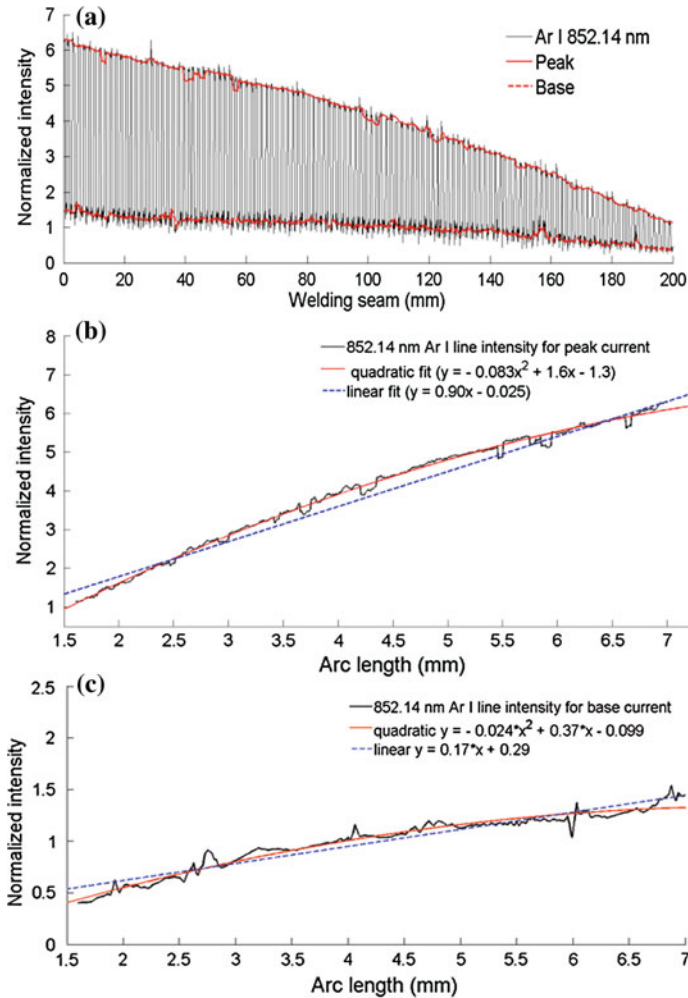 (a)
7
6
5
4
3
2
1
0
Normalized intensity
Ar I 852.14 nm
Peak
Base
0 20 40 60 80 100 120 140 160 180 200
Welding seam (mm)
(b)
8
7
6
5
4
3
2
1
Normalized intensity
852.14 nm Ar I line intensity for peak current
quadratic fit (y = - 0.083x² + 1.6x - 1.3)
linear fit (y = 0.90x - 0.025)
1.5 2 2.5 3 3.5 4 4.5 5 5.5 6 6.5 7
Arc length (mm)
(c)
2.5
2
1.5
1
0.5
0
Normalized intensity
852.14 nm Ar I line intensity for base current
quadratic y = -0.024*x² + 0.37*x -0.099
linear y = 0.17*x + 0.29
1.5 2 2.5 3 3.5 4 4.5 5 5.5 6 6.5 7
Arc length (mm)